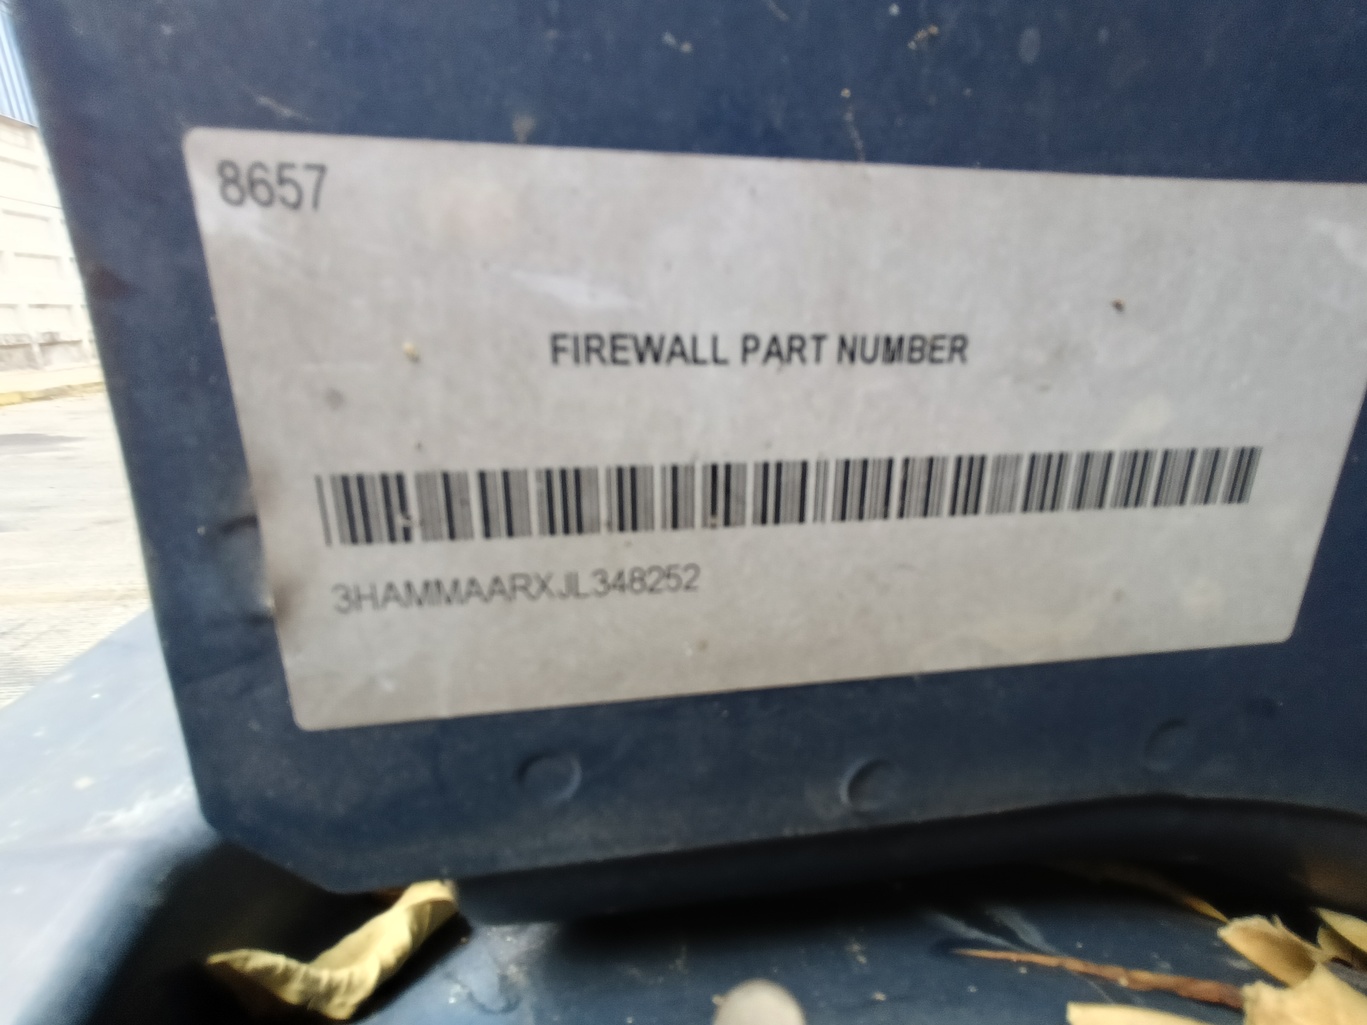 8657
FIREWALL PART NUMBER
3HAMMAARXJL348252